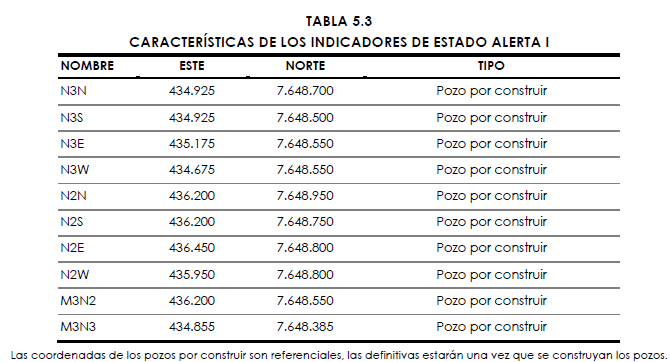 TABLA 5.3
CARACTERÍSTICAS DE LOS INDICADORES DE ESTADO ALERTA I
NOMBRE ESTE NORTE TIPO
N3N 434.925 7.648.700 Pozo por construir
N3S 434.925 7.648.500 Pozo por construir
N3E 435.175 7.648.550 Pozo por construir
N3W 434.675 7.648.550 Pozo por construir
N2N 436.200 7.648.950 Pozo por construir
N2S 436.200 7.648.750 Pozo por construir
N2E 436.450 7.648.800 Pozo por construir
N2W 435.950 7.648.800 Pozo por construir
M3N2 436.200 7.648.550 Pozo por construir
M3N3 434.855 7.648.385 Pozo por construir
Las coordenadas de los pozos por construir son referenciales, las definitivas estarán una vez que se construyan los pozos.